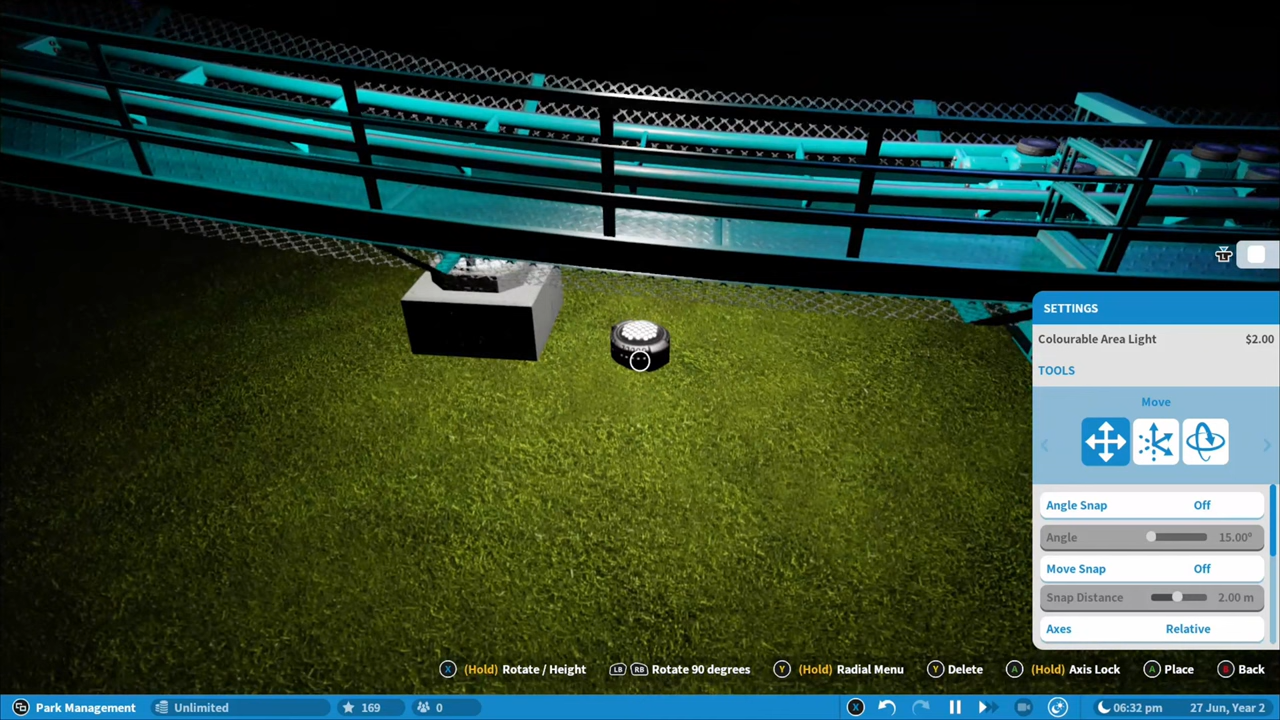 SETTINGS
Colourable Area Light $2.00
TOOLS
Move
Angle Snap Off
Angle 15.00°
Move Snap Off
Snap Distance 2.00 m
Axes Relative
X (Hold) Rotate / Height LB RB Rotate 90 degrees Y (Hold) Radial Menu Y Delete A (Hold) Axis Lock A Place B Back
Park Management Unlimited 169 0 X 06:32 pm 27 Jun, Year 2